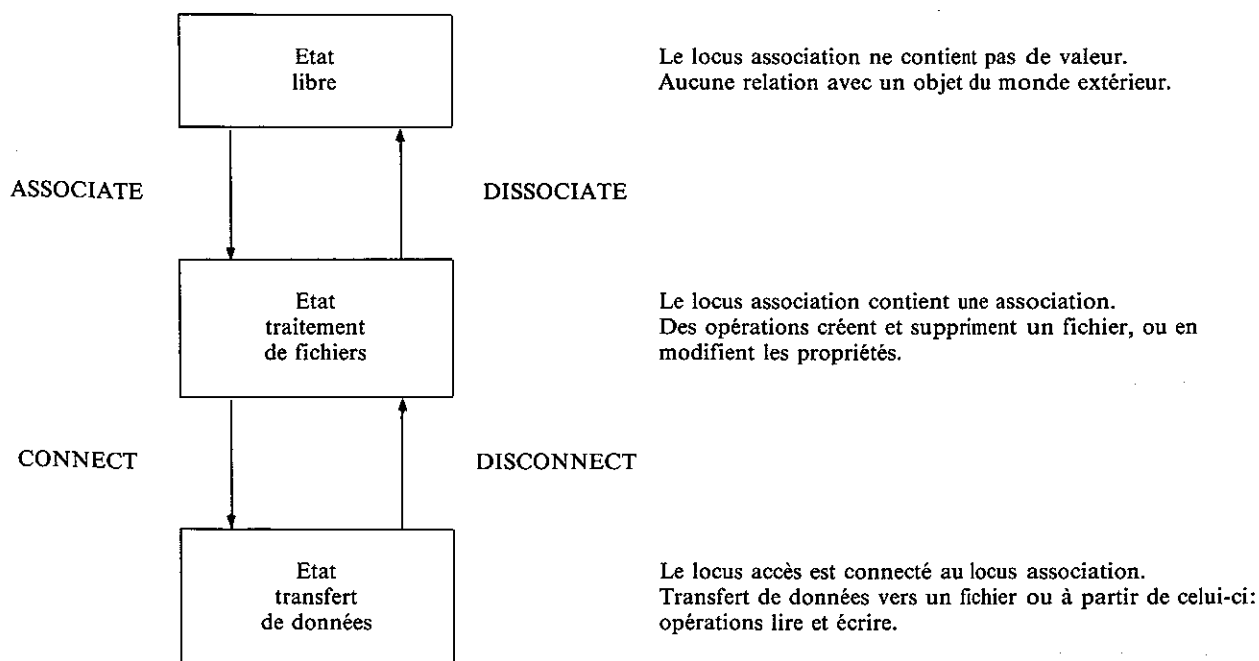 Etat
libre
Le locus association ne contient pas de valeur.
Aucune relation avec un objet du monde extérieur.
ASSOCIATE
DISSOCIATE
Etat
traitement
de fichiers
Le locus association contient une association.
Des opérations créent et suppriment un fichier, ou en
modifient les propriétés.
CONNECT
DISCONNECT
Etat
transfert
de données
Le locus accès est connecté au locus association.
Transfert de données vers un fichier ou à partir de celui-ci:
opérations lire et écrire.